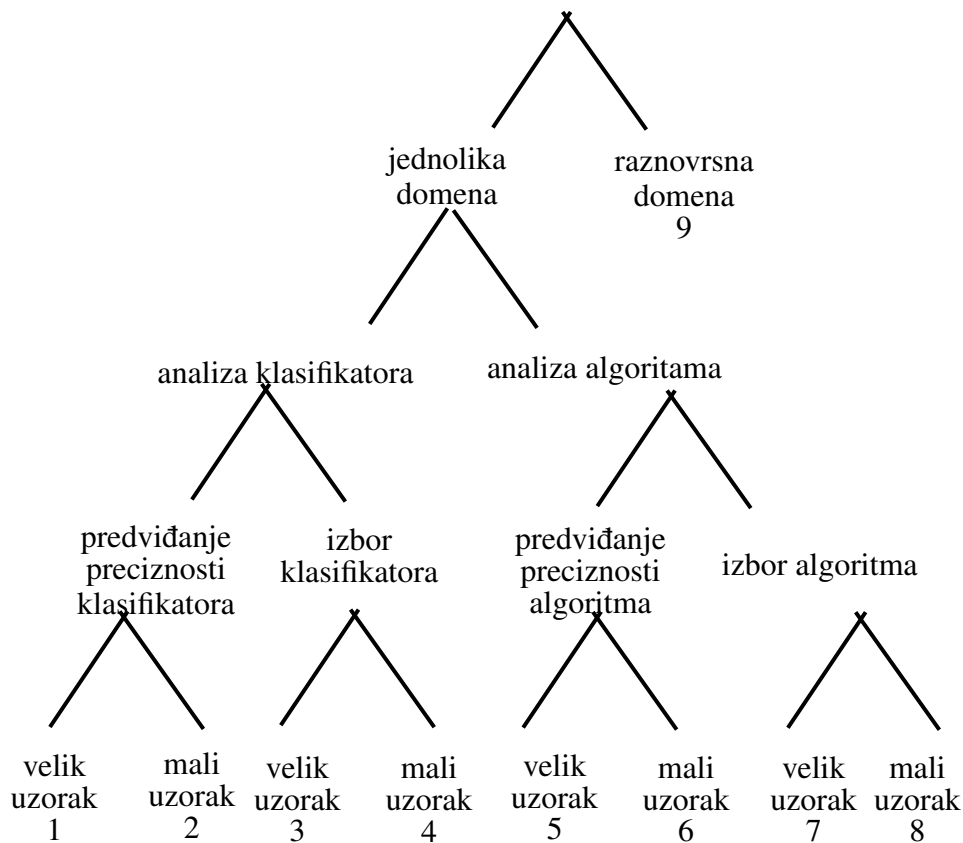 jednolika
domena
raznovrsna
domena
9
analiza klasifikatora
analiza algoritama
predviđanje
preciznosti
klasifikatora
izbor
klasifikatora
predviđanje
preciznosti
algoritma
izbor algoritma
velik
uzorak
1
mali
uzorak
2
velik
uzorak
3
mali
uzorak
4
velik
uzorak
5
mali
uzorak
6
velik
uzorak
7
mali
uzorak
8